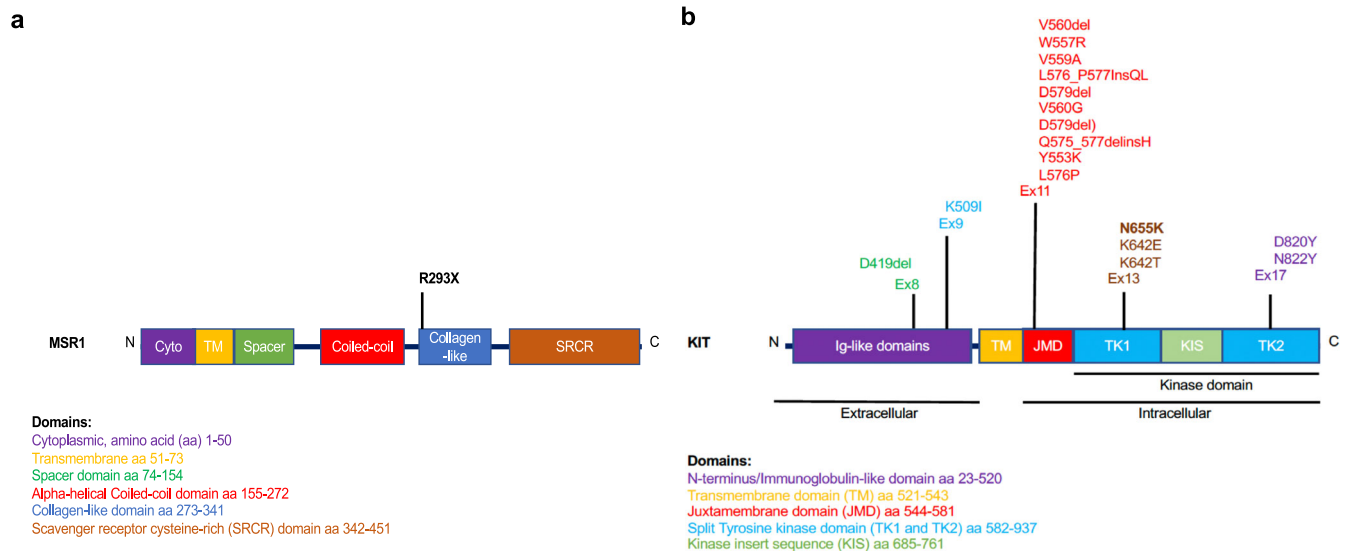 a
R293X
MSR1
N
Cyto
TM
Spacer
Coiled-coil
Collagen
-like
SRCR
C
Domains:
Cytoplasmic, amino acid (aa) 1-50
Transmembrane aa 51-73
Spacer domain aa 74-154
Alpha-helical Coiled-coil domain aa 155-272
Collagen-like domain aa 273-341
Scavenger receptor cysteine-rich (SRCR) domain aa 342-451
b
V560del
W557R
V559A
L576_P577InsQL
D579del
V560G
D579del)
Q575_577delinsH
Y553K
L576P
Ex11
K509I
Ex9
D419del
Ex8
N655K
K642E
K642T
Ex13
D820Y
N822Y
Ex17
KIT
N
Ig-like domains
TM
JMD
TK1
KIS
TK2
C
Kinase domain
Extracellular
Intracellular
Domains:
N-terminus/Immunoglobulin-like domain aa 23-520
Transmembrane domain (TM) aa 521-543
Juxtamembrane domain (JMD) aa 544-581
Split Tyrosine kinase domain (TK1 and TK2) aa 582-937
Kinase insert sequence (KIS) aa 685-761